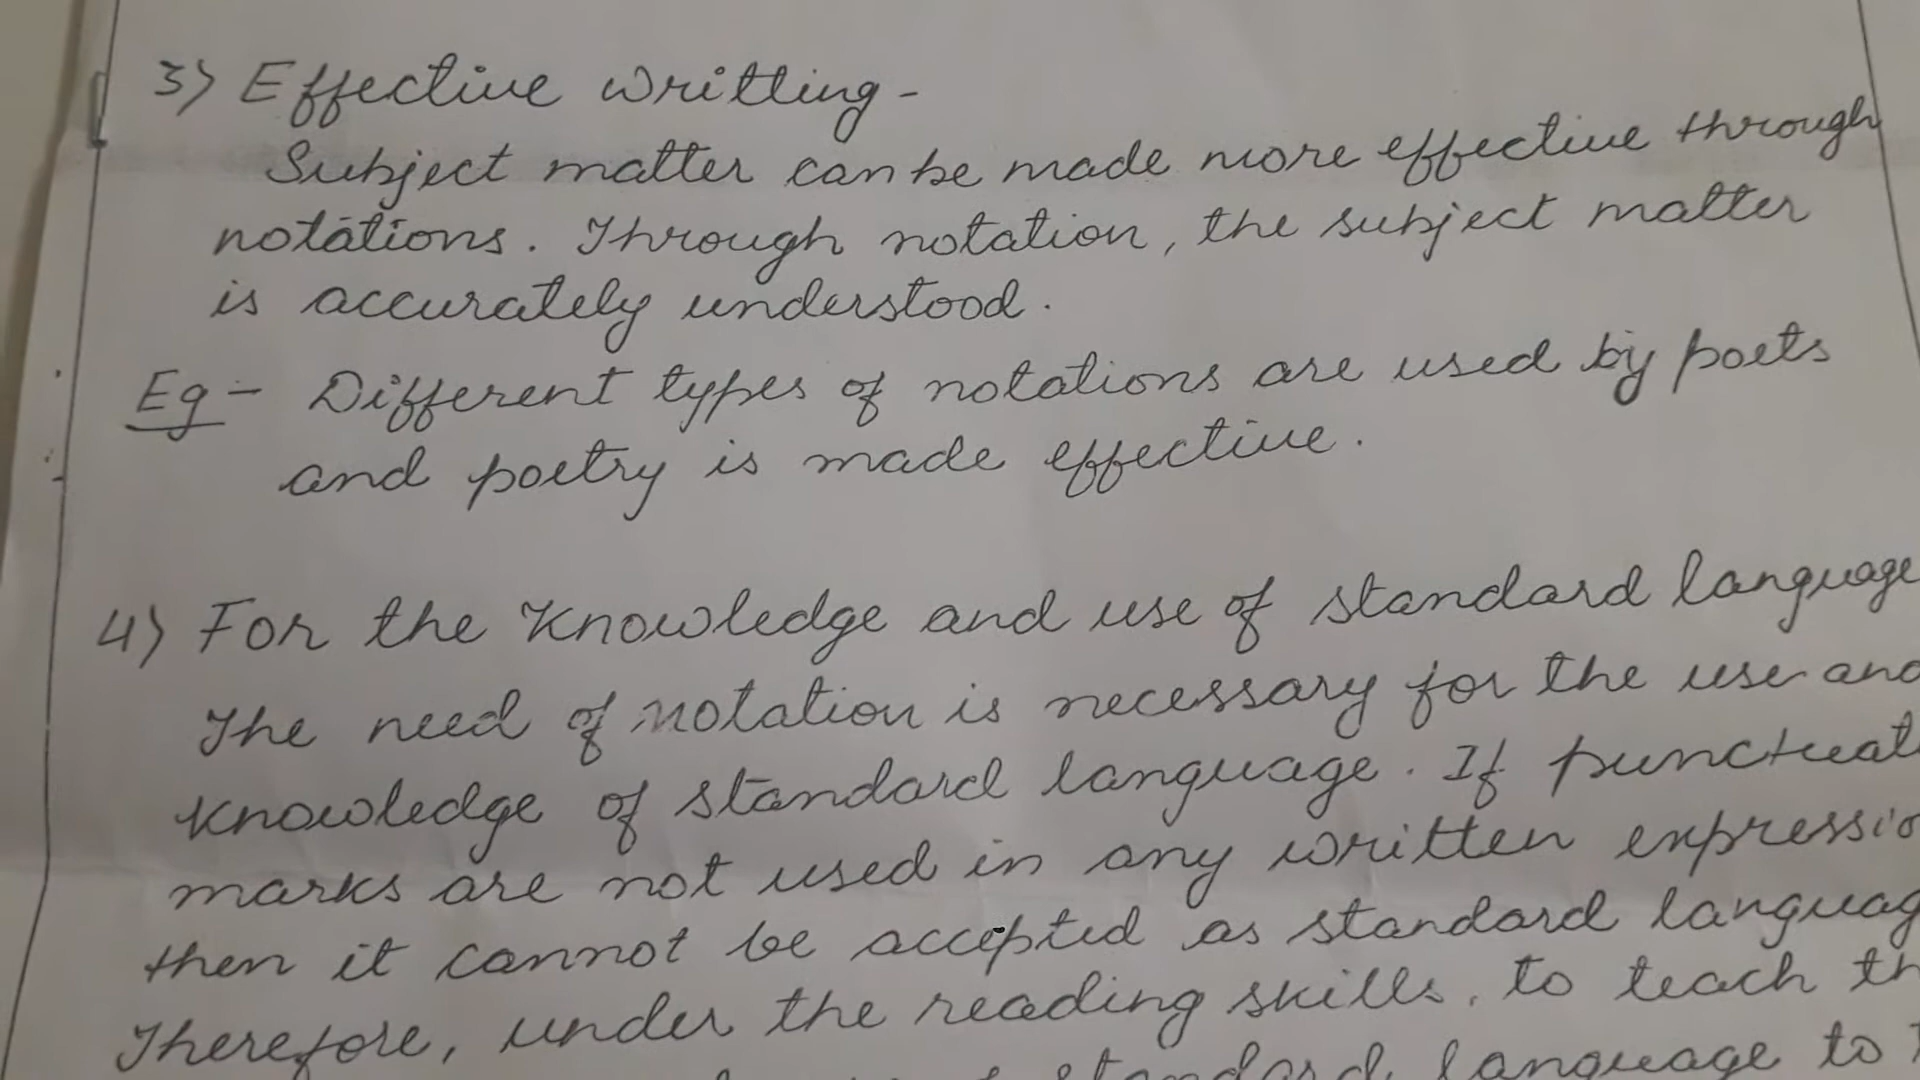 3) Effective writting -
Subject matter can be made more effective through
notations. Through notation, the subject matter
is accurately understood.
Eg - Different types of notations are used by poets
and poetry is made effective.
4) For the Knowledge and use of standard language
The need of notation is necessary for the use and
knowledge of standard language. If punctuat
marks are not used in any written expressio
then it cannot be accepted as standard languag
Therefore, under the reading skills, to teach th
standard language to